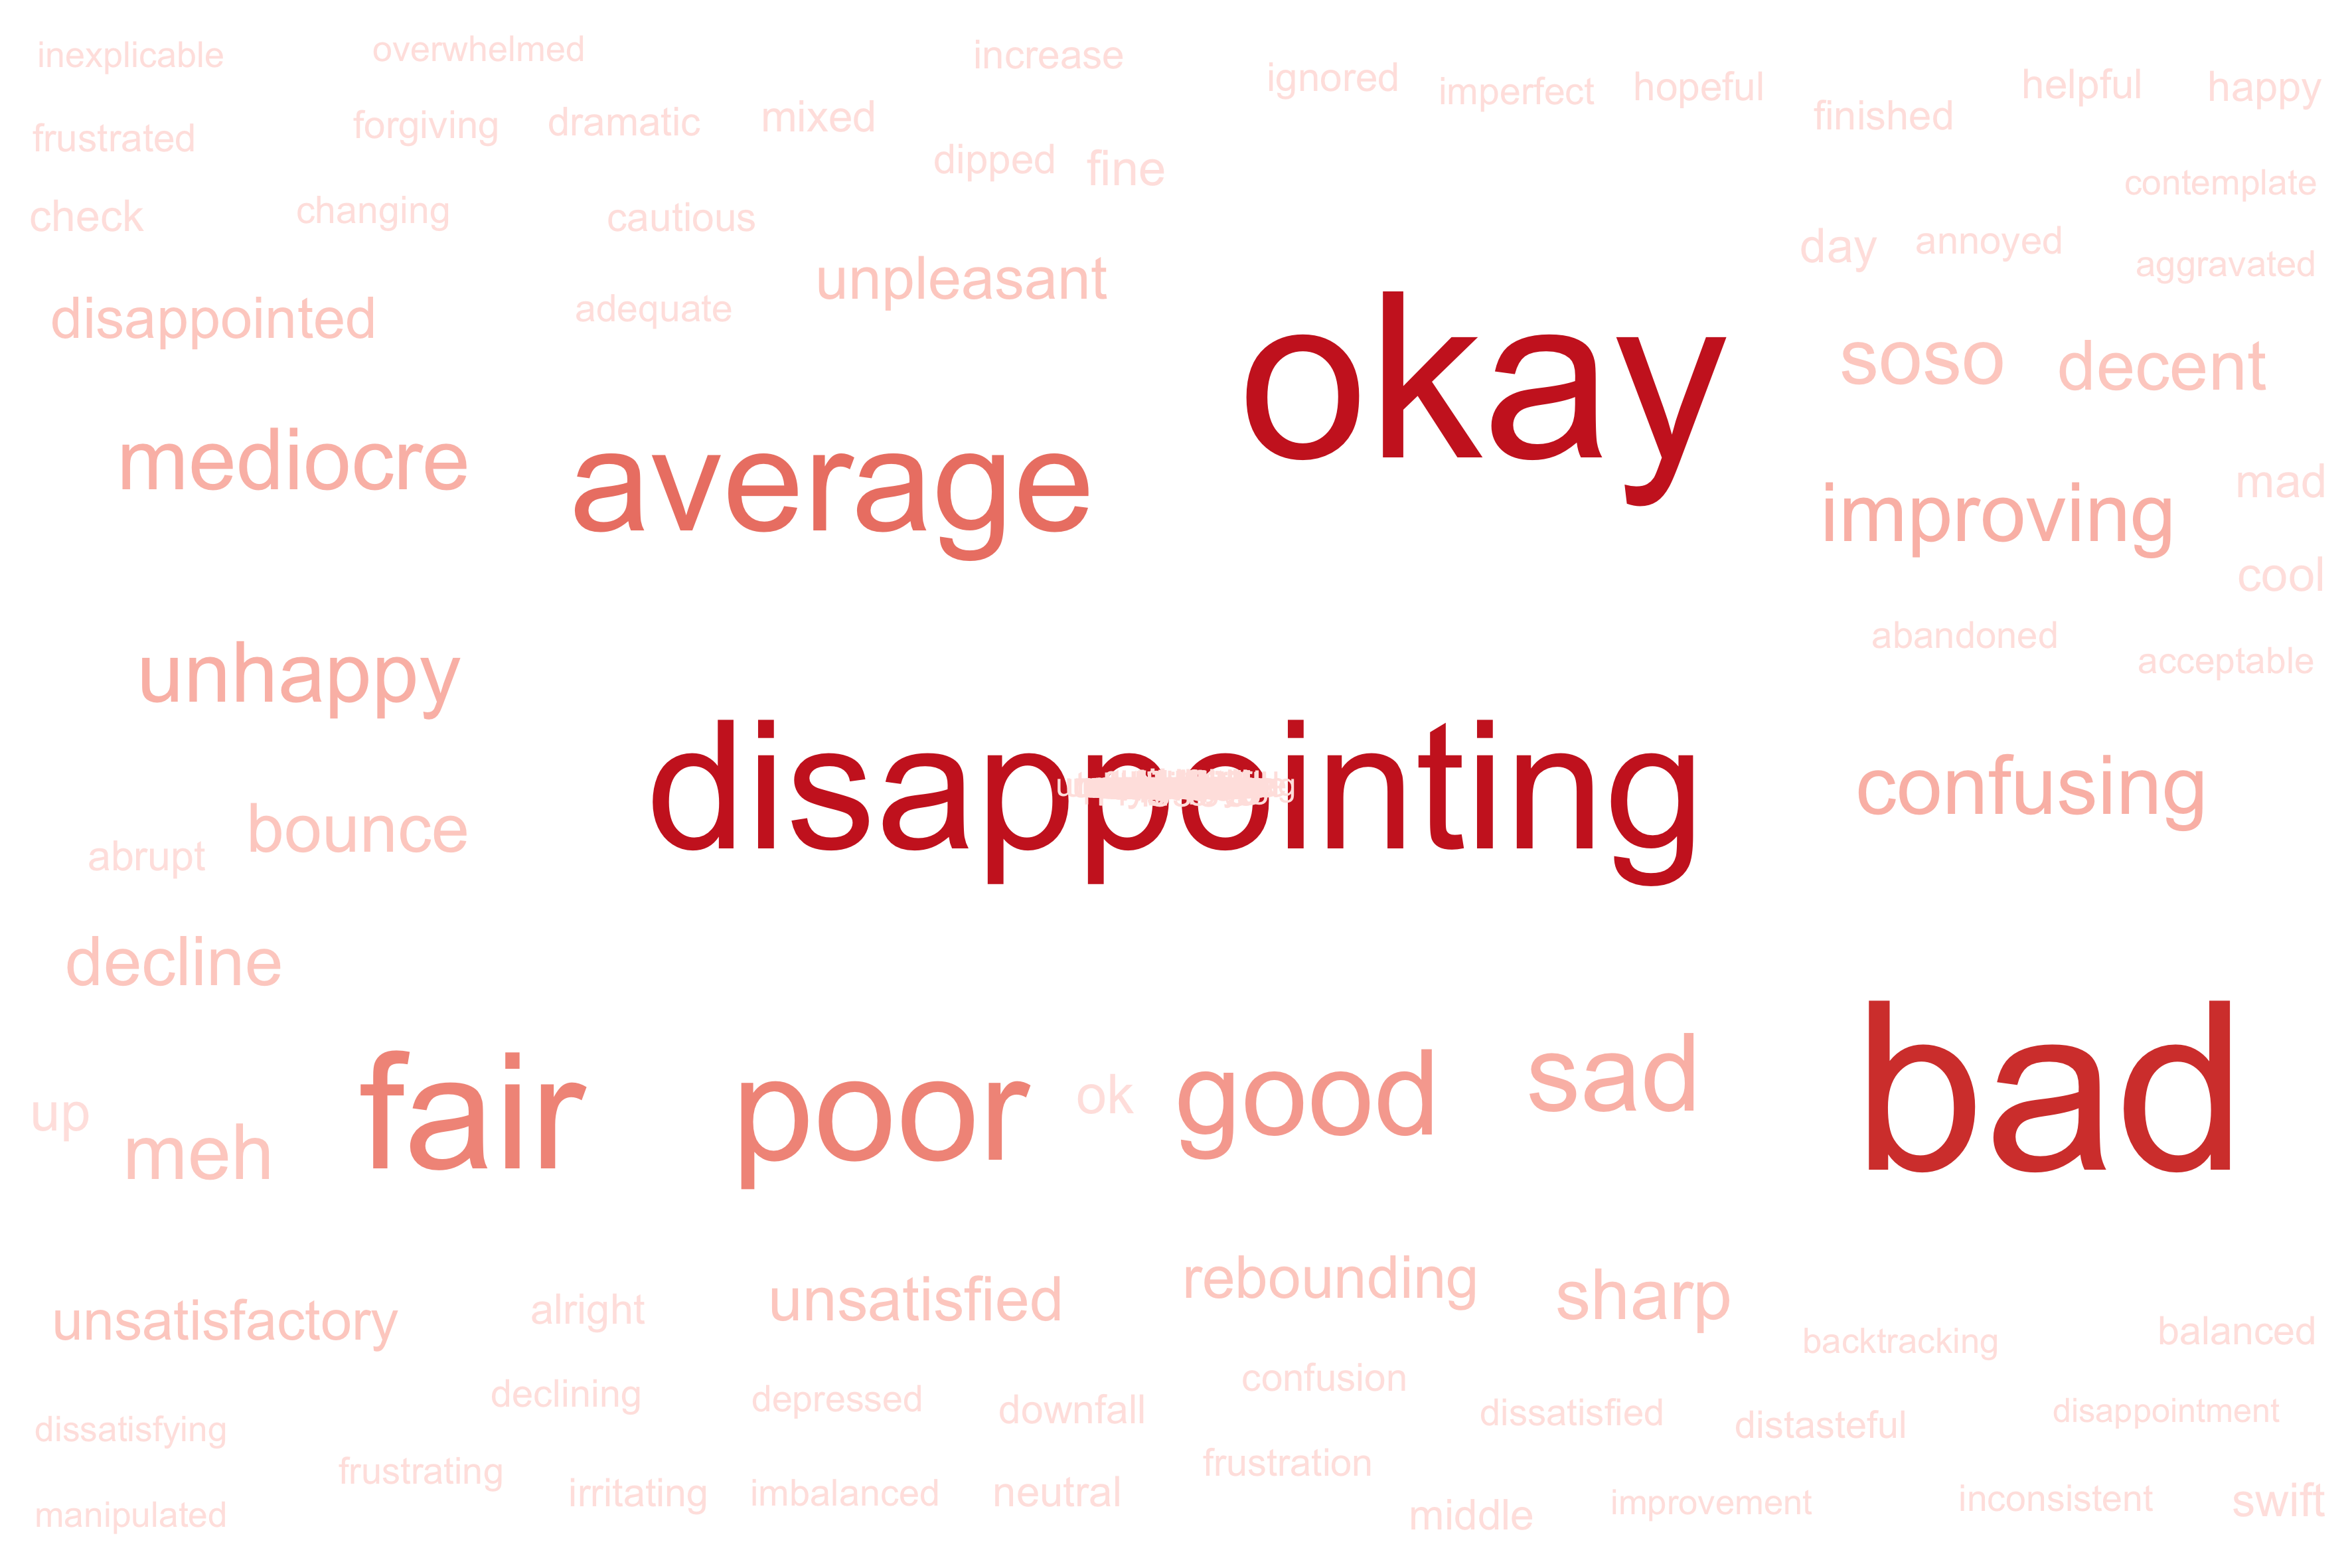 inexplicable
overwhelmed
increase
ignored
imperfect
hopeful
helpful
happy
finished
frustrated
forgiving
dramatic
mixed
dipped
fine
contemplate
check
changing
cautious
day
annoyed
aggravated
unpleasant
disappointed
adequate
okay
soso
decent
mediocre
average
improving
mad
cool
abandoned
acceptable
unhappy
disappointing
confusing
bounce
abrupt
decline
bad
fair
poor
ok
good
sad
up
meh
rebounding
sharp
unsatisfactory
alright
unsatisfied
backtracking
balanced
declining
depressed
confusion
downfall
dissatisfied
distasteful
disappointment
dissatisfying
frustrating
frustration
irritating
imbalanced
neutral
middle
improvement
inconsistent
swift
manipulated